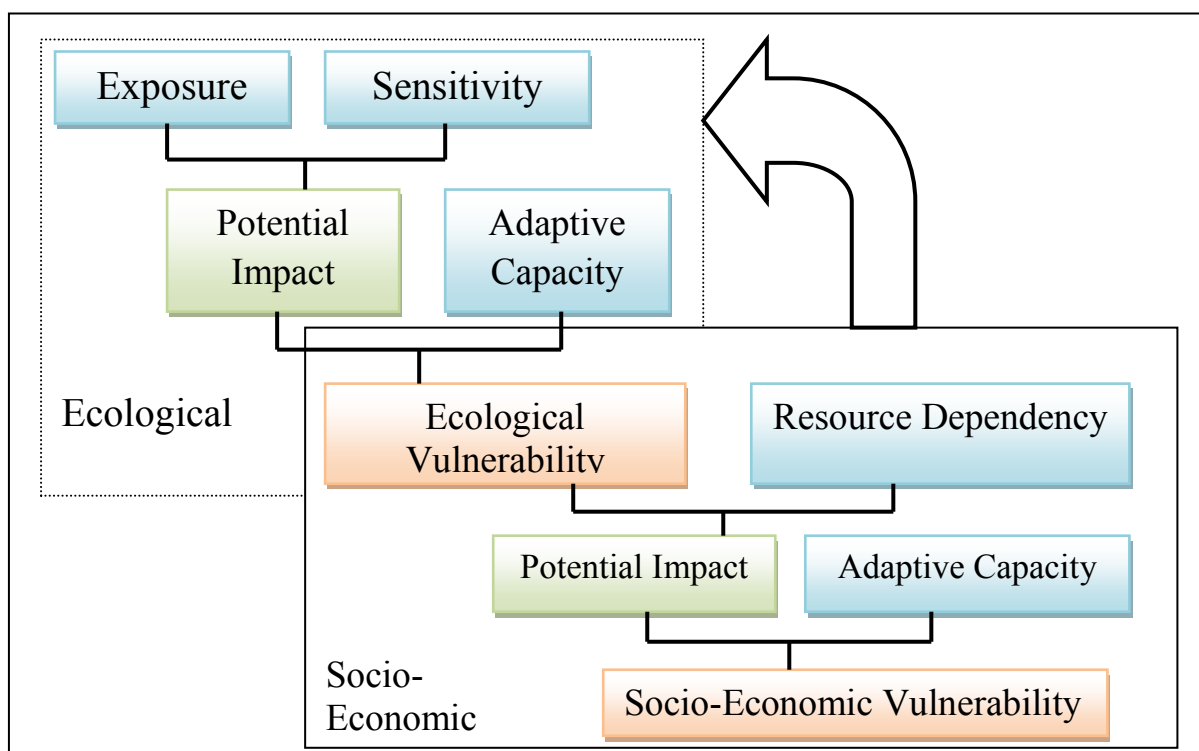 Exposure
Sensitivity
Potential
Impact
Adaptive
Capacity
Ecological
Ecological
Vulnerability
Resource Dependency
Potential Impact
Adaptive Capacity
Socio-
Economic
Socio-Economic Vulnerability